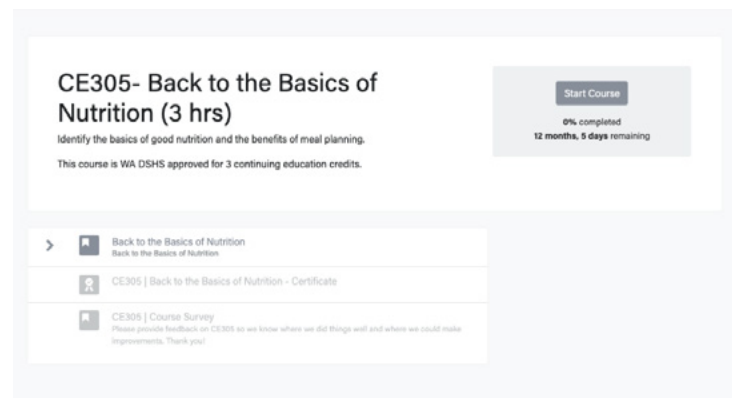 CE305- Back to the Basics of
Nutrition (3 hrs)
Identify the basics of good nutrition and the benefits of meal planning.
This course is WA DSHS approved for 3 continuing education credits.
Start Course
0% completed
12 months, 5 days remaining
Back to the Basics of Nutrition
Back to the Basics of Nutrition
CE305 | Back to the Basics of Nutrition - Certificate
CE305 | Course Survey
Please provide feedback on CE305 so we know where we did things well and where we could make
improvements. Thank you!